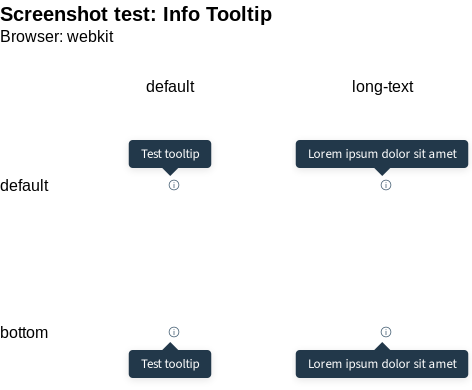 Screenshot test: Info Tooltip
Browser: webkit
default long-text
Test tooltip Lorem ipsum dolor sit amet
default
bottom
Test tooltip Lorem ipsum dolor sit amet